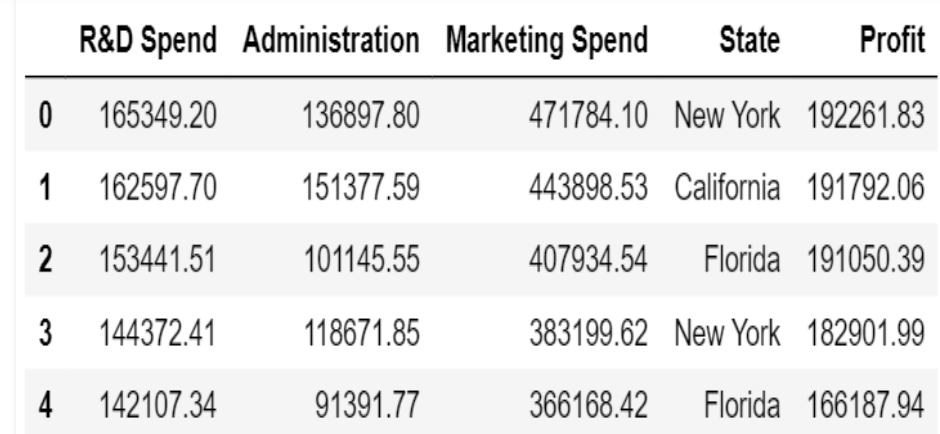 R&D Spend Administration Marketing Spend State Profit
0 165349.20 136897.80 471784.10 New York 192261.83
1 162597.70 151377.59 443898.53 California 191792.06
2 153441.51 101145.55 407934.54 Florida 191050.39
3 144372.41 118671.85 383199.62 New York 182901.99
4 142107.34 91391.77 366168.42 Florida 166187.94